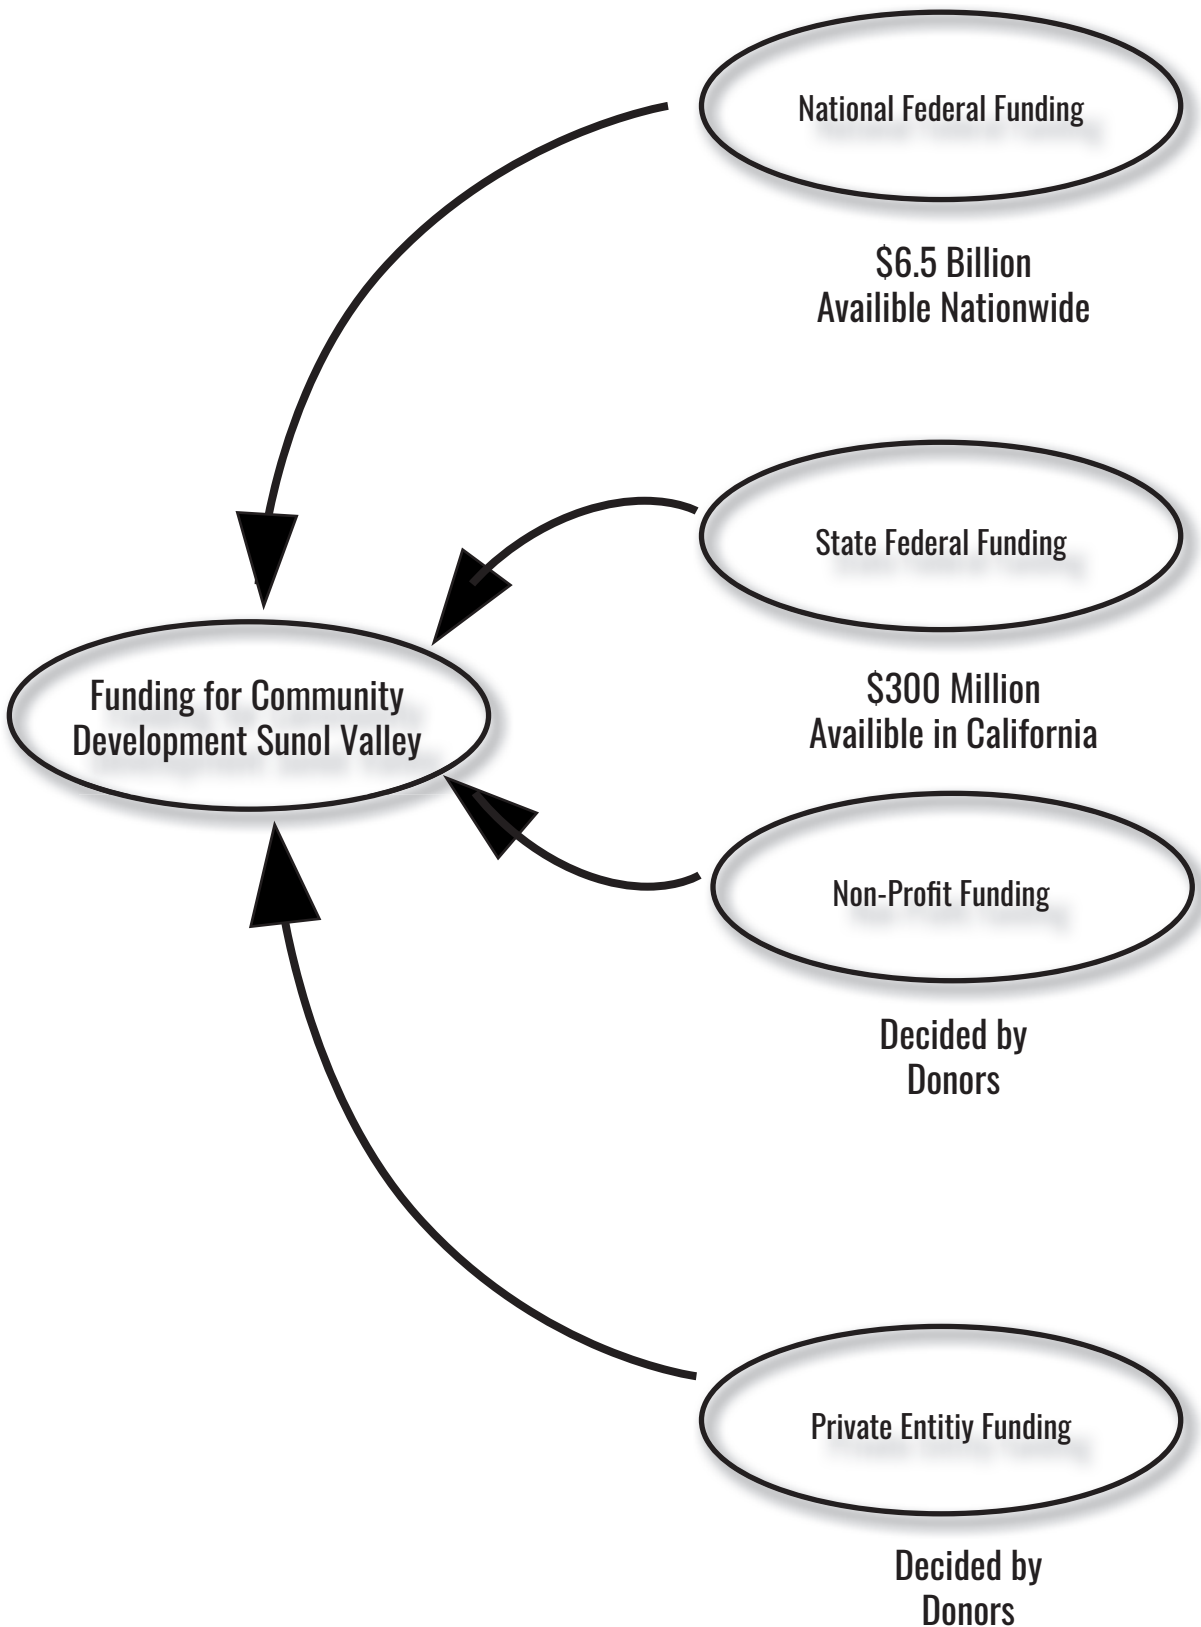 National Federal Funding
$6.5 Billion
Availible Nationwide
State Federal Funding
$300 Million
Availible in California
Funding for Community
Development Sunol Valley
Non-Profit Funding
Decided by
Donors
Private Entitiy Funding
Decided by
Donors